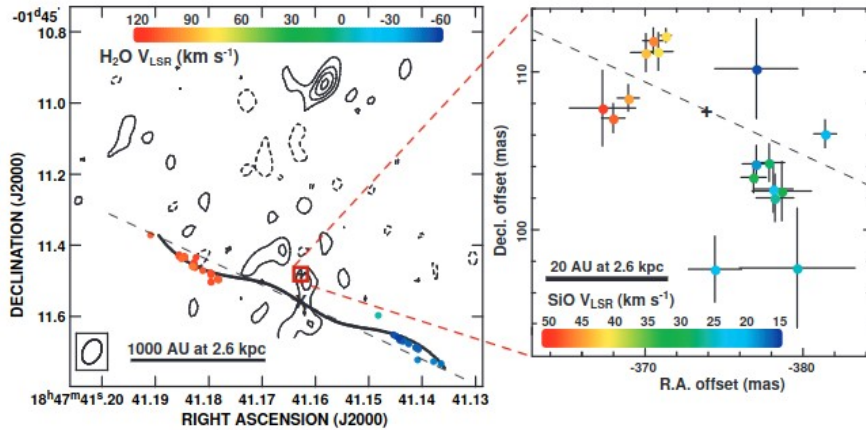 -01d45'
120 90 60 30 0 -30 -60
H2O VLSR (km s-1)
10.8
11.0
11.2
11.4
11.6
DECLINATION (J2000)
1000 AU at 2.6 kpc
18h47m41s.20 41.19 41.18 41.17 41.16 41.15 41.14 41.13
RIGHT ASCENSION (J2000)
110
100
Decl. offset (mas)
20 AU at 2.6 kpc
SiO VLSR (km s-1)
50 45 40 35 30 25 20 15
-370 -380
R.A. offset (mas)